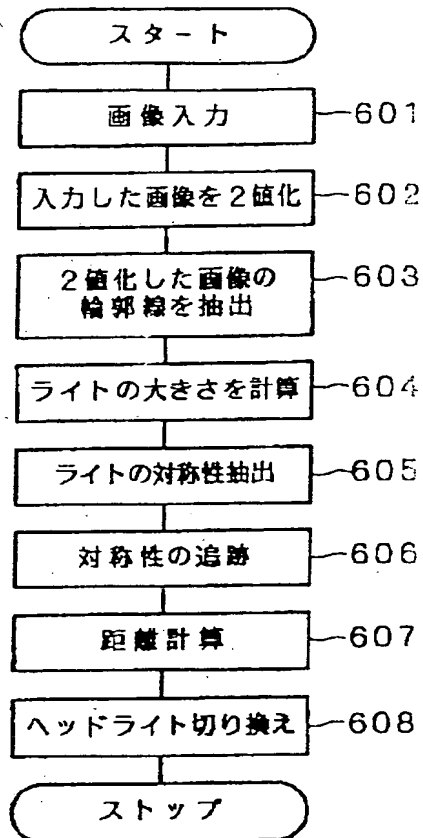 スタート
画像入力 601
入力した画像を2値化 602
2値化した画像の 603
輪郭線を抽出
ライトの大きさを計算 604
ライトの対称性抽出 605
対称性の追跡 606
距離計算 607
ヘッドライト切り換え 608
ストップ